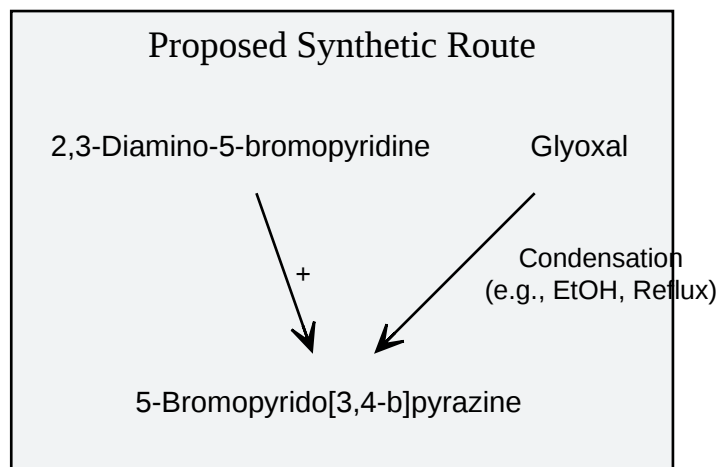 Proposed Synthetic Route
2,3-Diamino-5-bromopyridine
Glyoxal
+
Condensation
(e.g., EtOH, Reflux)
5-Bromopyrido[3,4-b]pyrazine